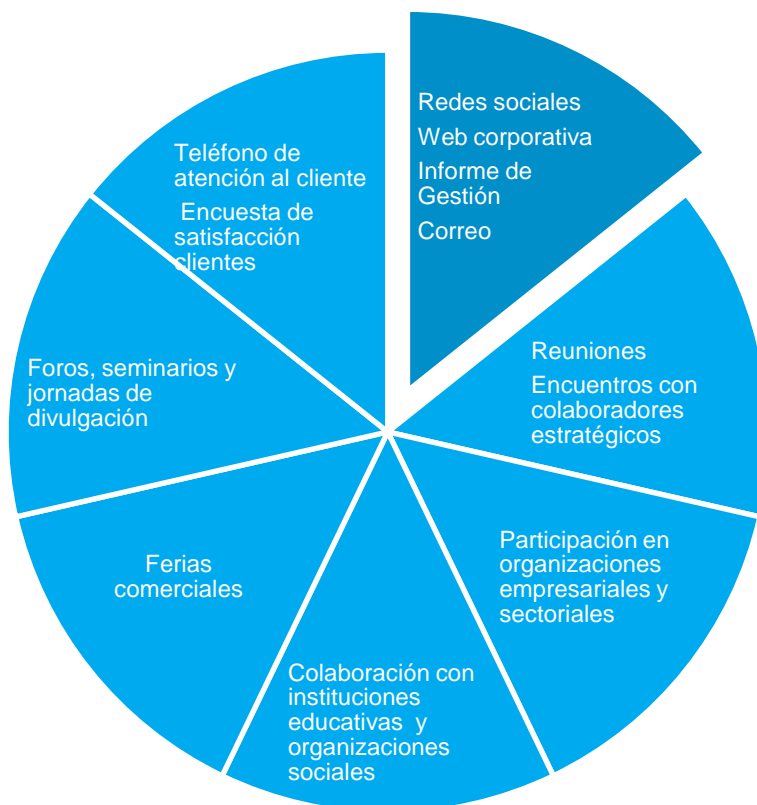 Redes sociales
Web corporativa
Informe de
Gestión
Correo
Reuniones
Encuentros con
colaboradores
estratégicos
Participación en
organizaciones
empresariales y
sectoriales
Colaboración con
instituciones
educativas y
organizaciones
sociales
Ferias
comerciales
Foros, seminarios y
jornadas de
divulgación
Teléfono de
atención al cliente
Encuesta de
satisfacción
clientes